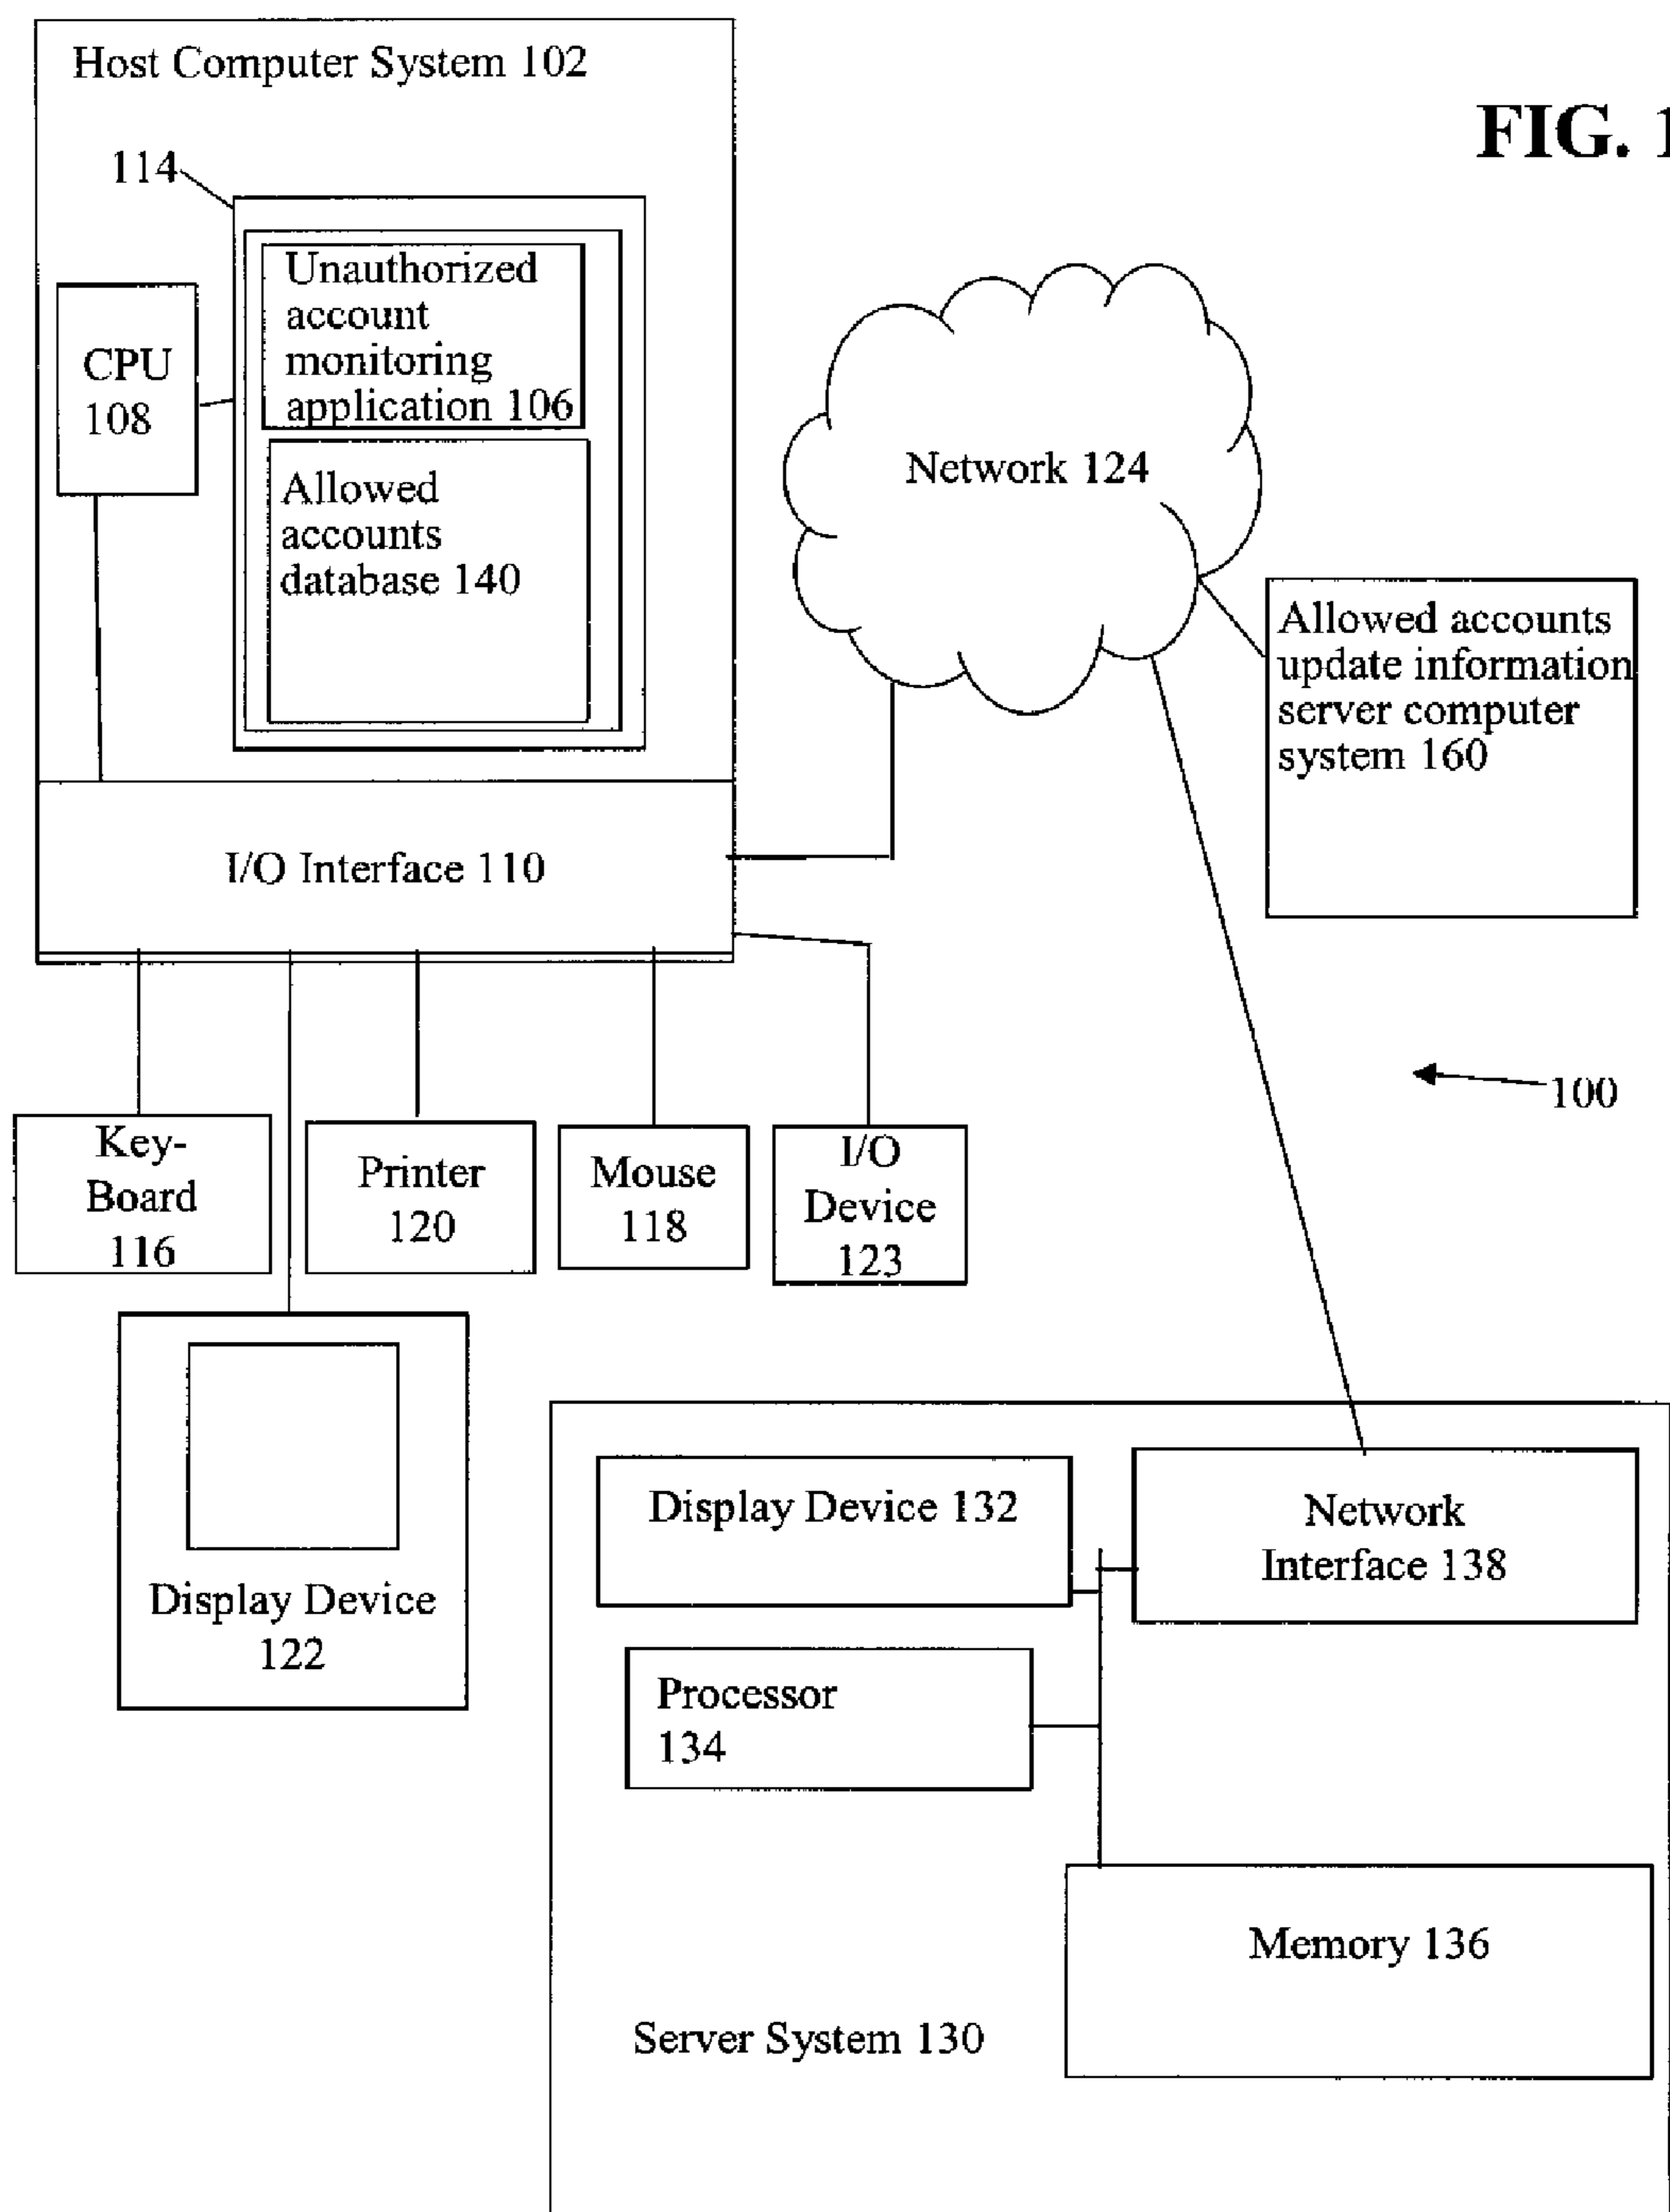 Host Computer System 102
FIG. 1
114
Unauthorized
account
monitoring
application 106
CPU
108
Allowed
accounts
database 140
Network 124
Allowed accounts
update information
server computer
system 160
I/O Interface 110
100
Key-
Board
116
Printer
120
Mouse
118
I/O
Device
123
Display Device
122
Display Device 132
Network
Interface 138
Processor
134
Memory 136
Server System 130